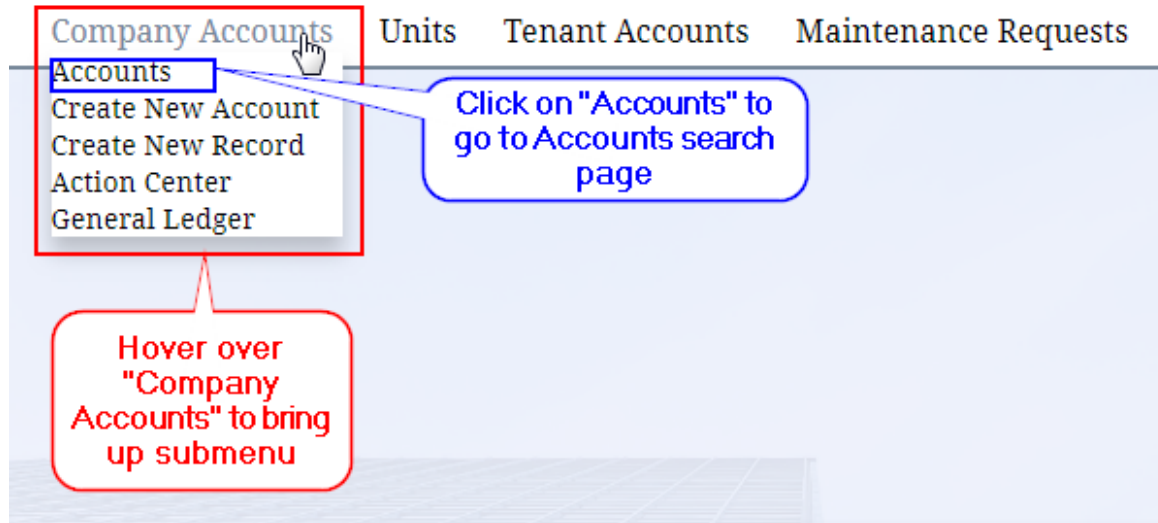 Company Accounts Units Tenant Accounts Maintenance Requests
Accounts
Create New Account
Create New Record
Action Center
General Ledger
Click on "Accounts" to
go to Accounts search
page
Hover over
"Company
Accounts" to bring
up submenu